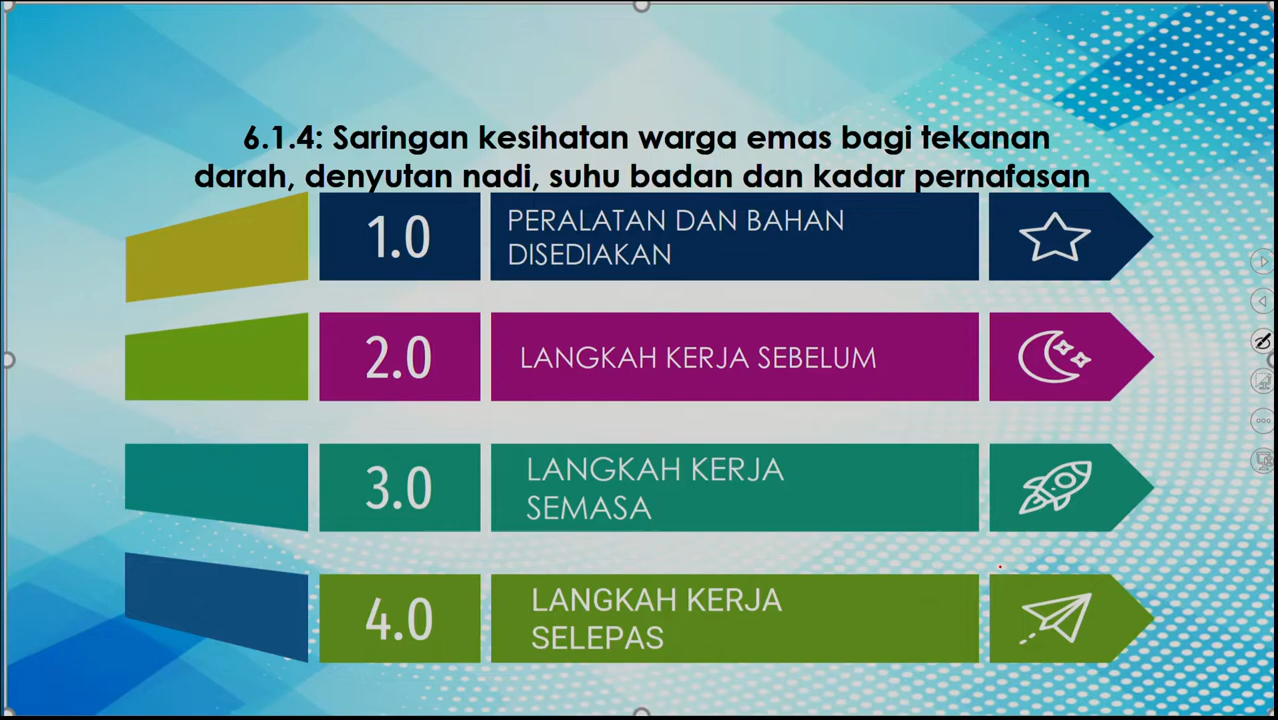 6.1.4: Saringan kesihatan warga emas bagi tekanan
darah, denyutan nadi, suhu badan dan kadar pernafasan
1.0
PERALATAN DAN BAHAN
DISEDIAKAN
2.0
LANGKAH KERJA SEBELUM
3.0
LANGKAH KERJA
SEMASA
4.0
LANGKAH KERJA
SELEPAS